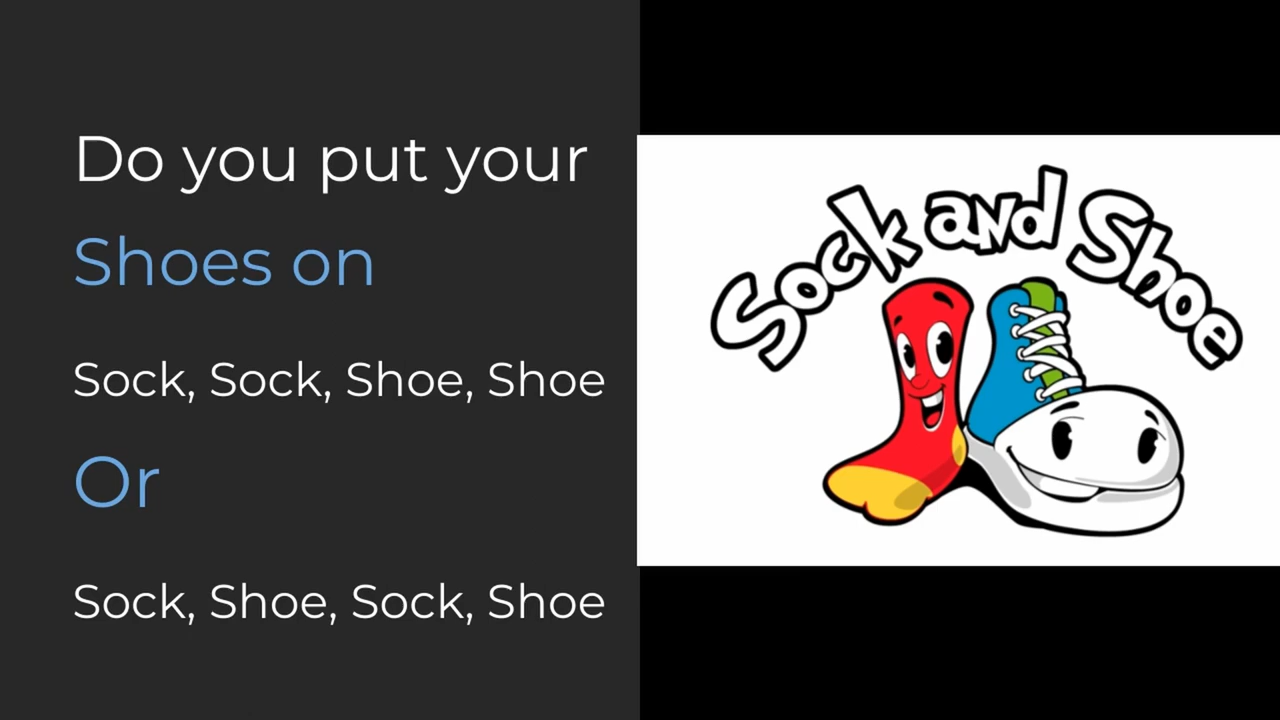 Do you put your
Shoes on
Sock, Sock, Shoe, Shoe
Or
Sock, Shoe, Sock, Shoe
Sock and Shoe